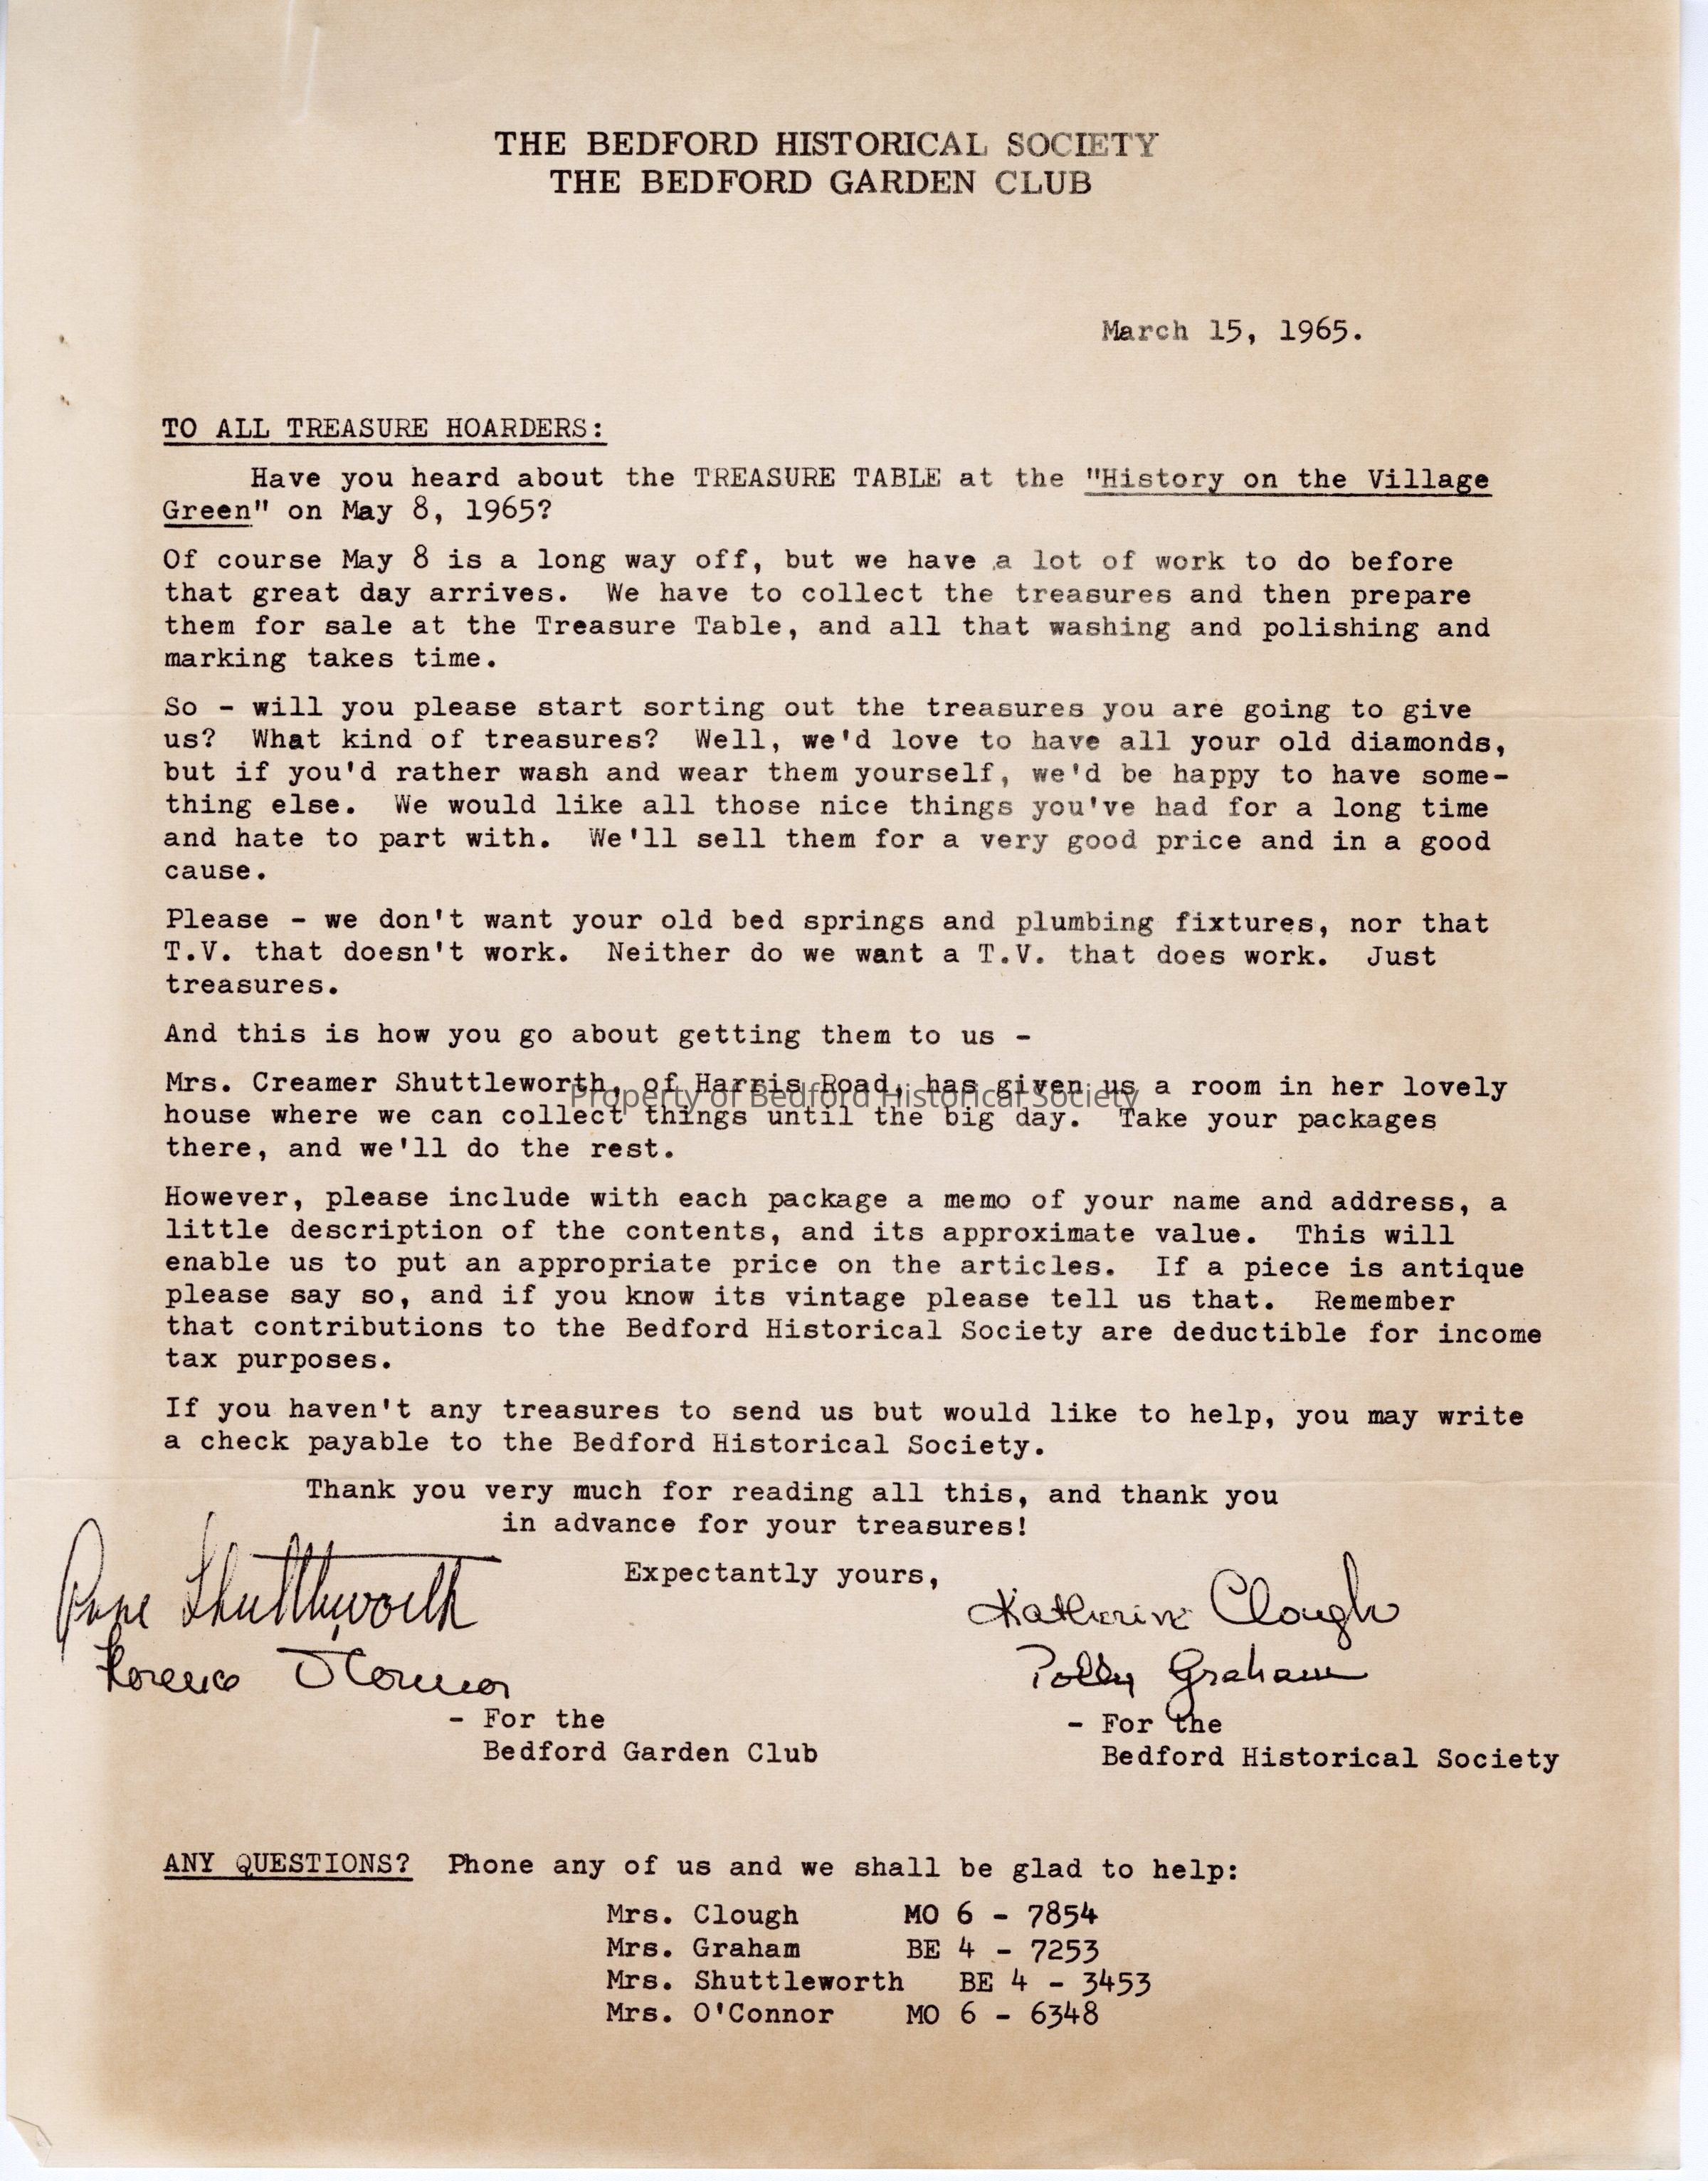 THE BEDFORD HISTORICAL SOCIETY
THE BEDFORD GARDEN CLUB
March 15, 1965.
TO ALL TREASURE HOARDERS:
Have you heard about the TREASURE TABLE at the "History on the Village
Green" on May 8, 1965?
Of course May 8 is a long way off, but we have a lot of work to do before
that great day arrives. We have to collect the treasures and then prepare
them for sale at the Treasure Table, and all that washing and polishing and
marking takes time.
So - will you please start sorting out the treasures you are going to give
us? What kind of treasures? Well, we'd love to have all your old diamonds,
but if you'd rather wash and wear them yourself, we'd be happy to have some-
thing else. We would like all those nice things you've had for a long time
and hate to part with. We'll sell them for a very good price and in a good
cause.
Please - we don't want your old bed springs and plumbing fixtures, nor that
T.V. that doesn't work. Neither do we want a T.V. that does work. Just
treasures.
And this is how you go about getting them to us -
Mrs. Creamer Shuttleworth, of Harris Road, has given us a room in her lovely
Property of Bedford Historical Society
house where we can collect things until the big day. Take your packages
there, and we'll do the rest.
However, please include with each package a memo of your name and address, a
little description of the contents, and its approximate value. This will
enable us to put an appropriate price on the articles. If a piece is antique
please say so, and if you know its vintage please tell us that. Remember
that contributions to the Bedford Historical Society are deductible for income
tax purposes.
If you haven't any treasures to send us but would like to help, you may write
a check payable to the Bedford Historical Society.
Thank you very much for reading all this, and thank you
in advance for your treasures!
Expectantly yours,
Shuttleworth
Katherine Clough
Florence O'Connor
Polly Graham
- For the
Bedford Garden Club
- For the
Bedford Historical Society
ANY QUESTIONS? Phone any of us and we shall be glad to help:
Mrs. Clough MO 6 - 7854
Mrs. Graham BE 4 - 7253
Mrs. Shuttleworth BE 4 - 3453
Mrs. O'Connor MO 6 - 6348